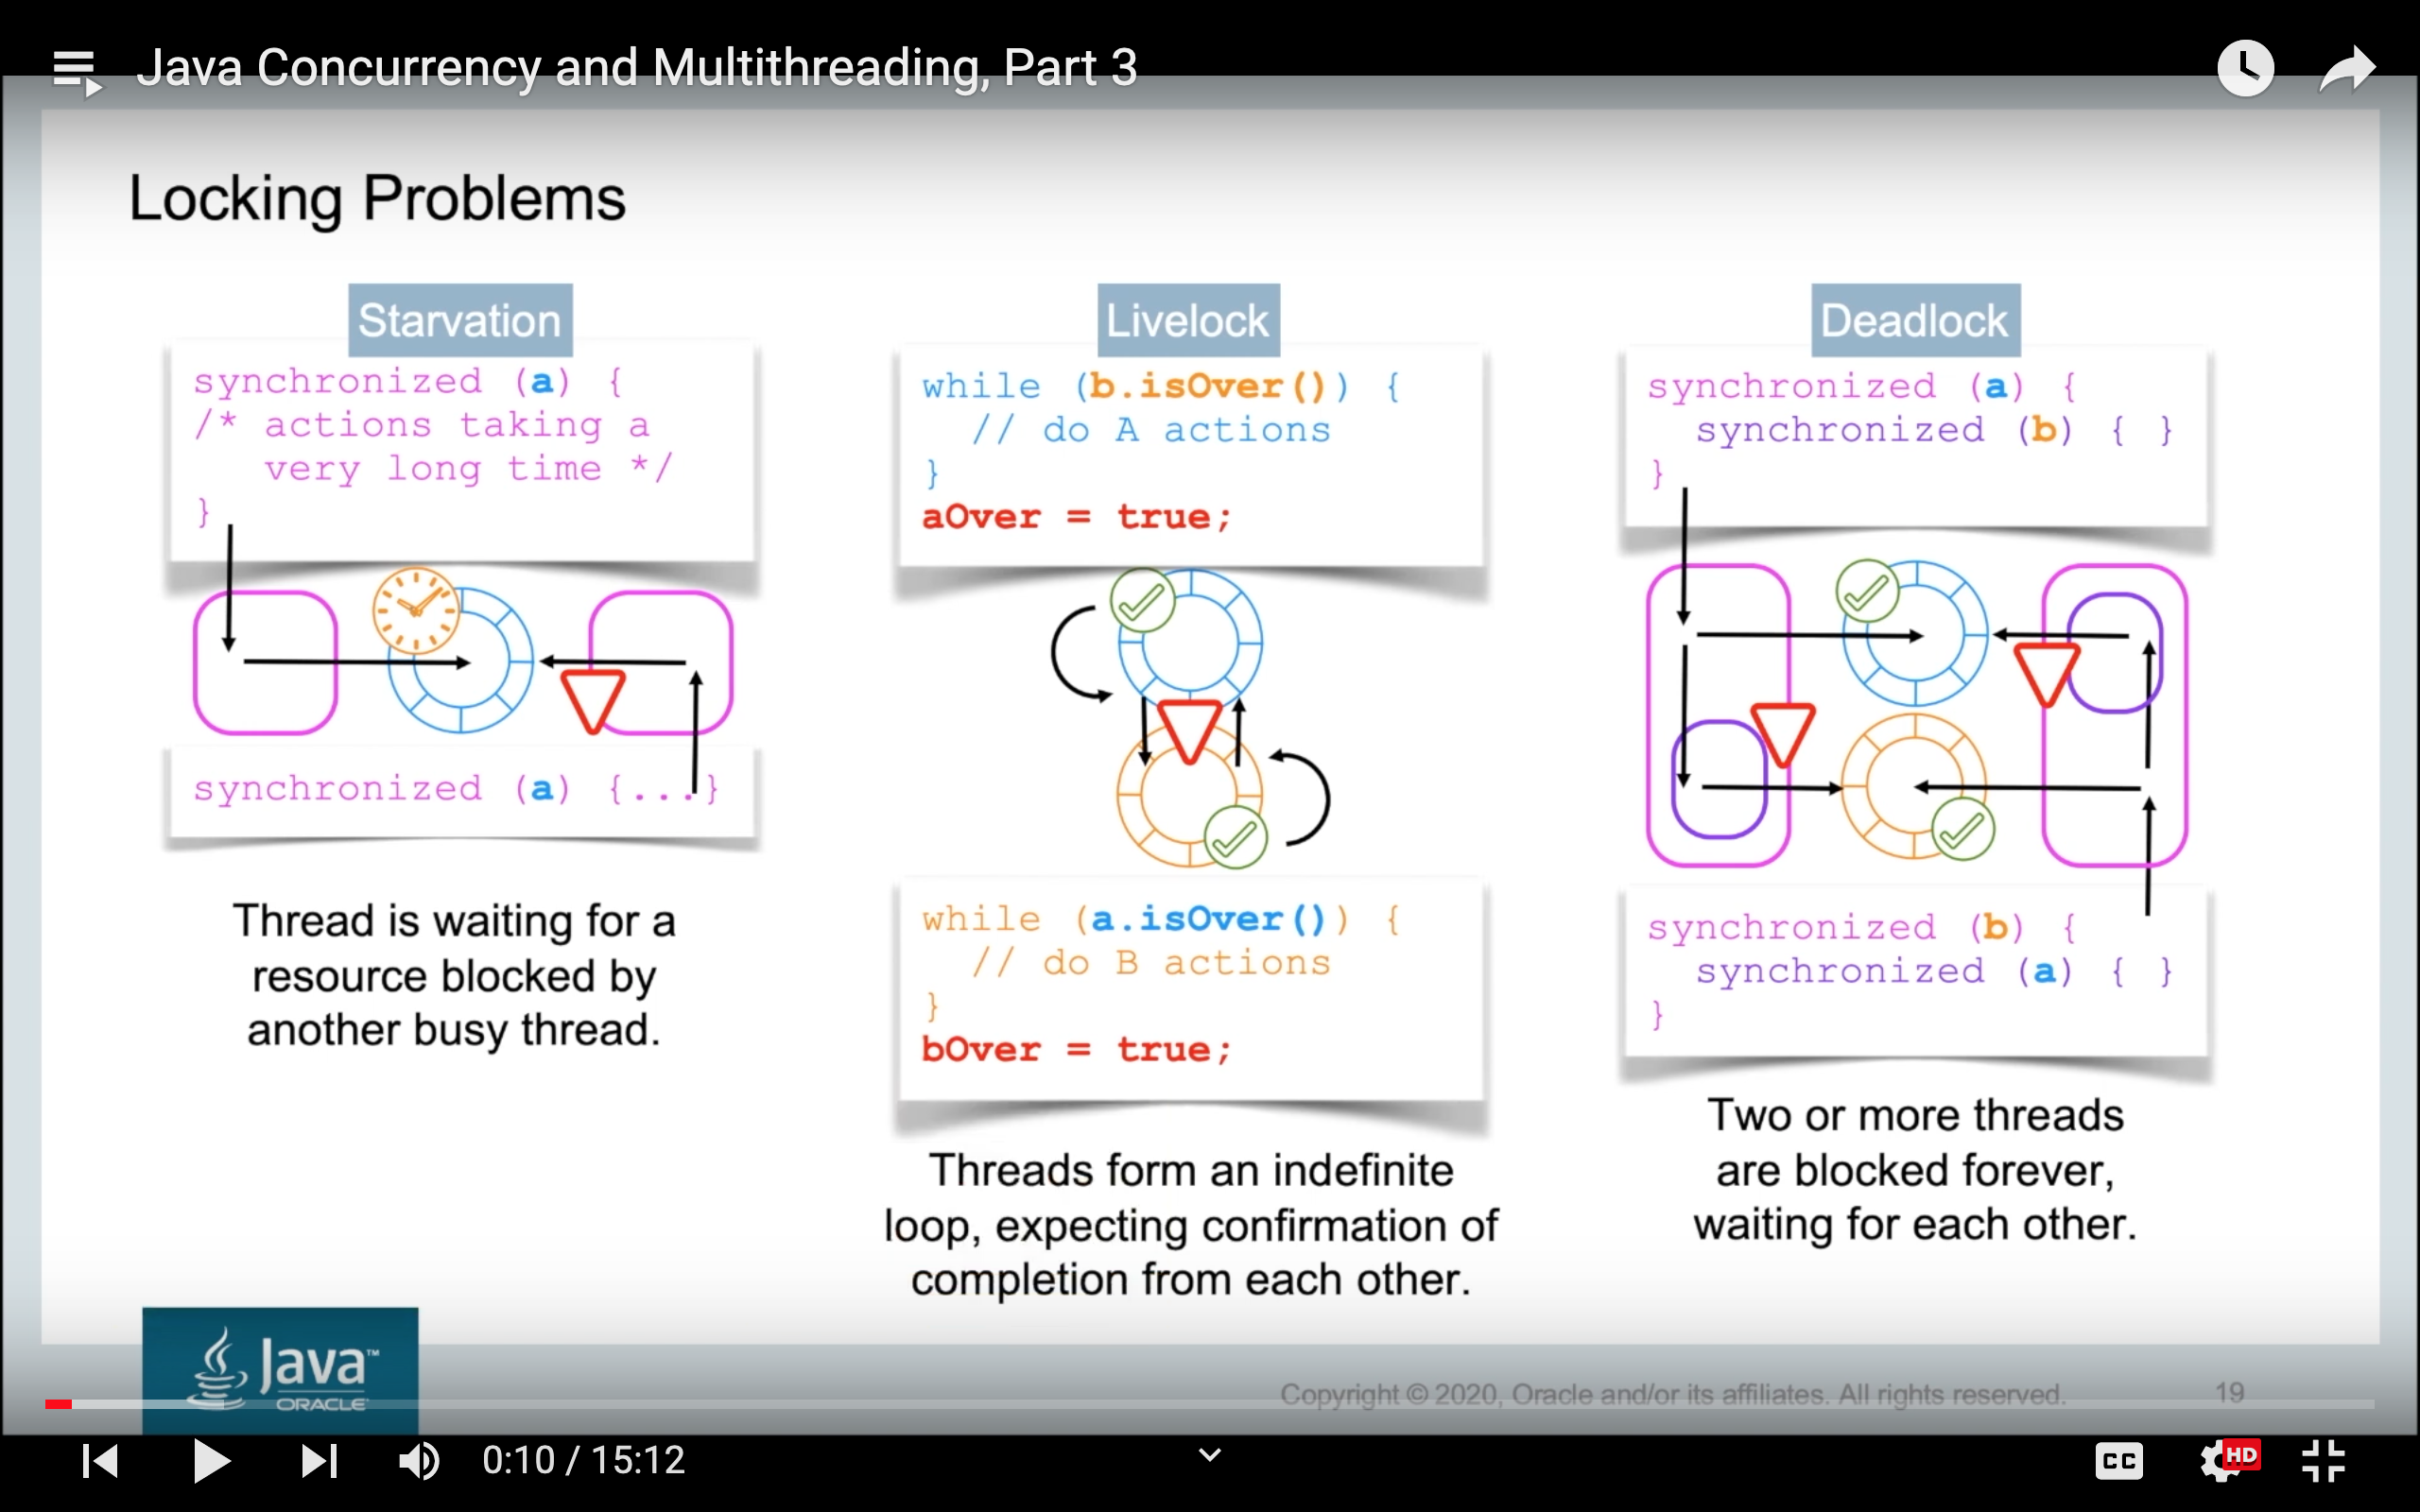 Java Concurrency and Multithreading, Part 3
Locking Problems
Starvation
synchronized (a) {
/* actions taking a
very long time */
}
synchronized (a) {...}
Thread is waiting for a
resource blocked by
another busy thread.
Livelock
while (b.isOver()) {
// do A actions
}
aOver = true;
while (a.isOver()) {
// do B actions
}
bOver = true;
Threads form an indefinite
loop, expecting confirmation of
completion from each other.
Deadlock
synchronized (a) {
synchronized (b) { }
}
synchronized (b) {
synchronized (a) { }
}
Two or more threads
are blocked forever,
waiting for each other.
Java™
ORACLE
Copyright © 2020, Oracle and/or its affiliates. All rights reserved.
19
0:10 / 15:12
CC
HD